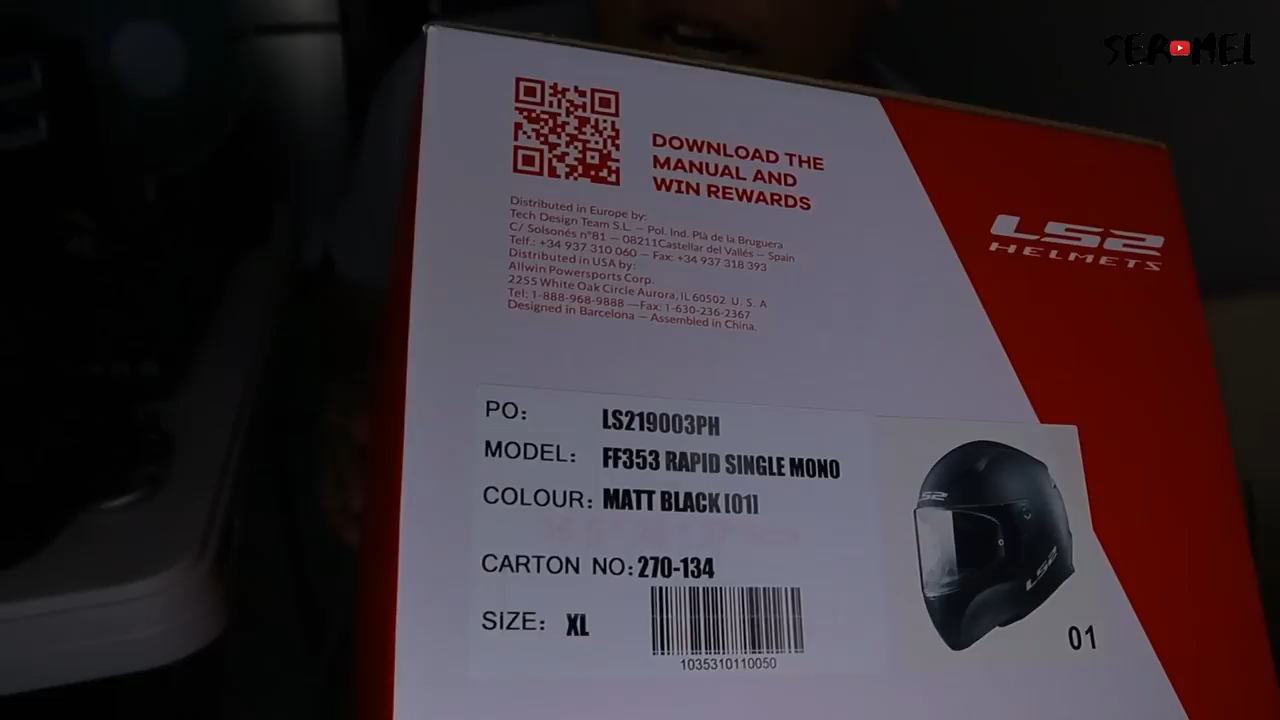 SER MEL
DOWNLOAD THE
MANUAL AND
WIN REWARDS
Distributed in Europe by:
Tech Design Team S.L. – Pol. Ind. Plà de la Bruguera
C/ Solsonés nº81 – 08211Castellar del Vallés – Spain
Telf.: +34 937 310 060 – Fax: +34 937 318 393
Distributed in USA by:
Allwin Powersports Corp.
2255 White Oak Circle Aurora, IL 60502 U. S. A
Tel: 1-888-968-9888 —Fax: 1-630-236-2367
Designed in Barcelona – Assembled in China.
LS2
HELMETS
PO: LS219003PH
MODEL: FF353 RAPID SINGLE MONO
COLOUR: MATT BLACK [01]
CARTON NO: 270-134
SIZE: XL
1035310110050
LS2
LS2
01